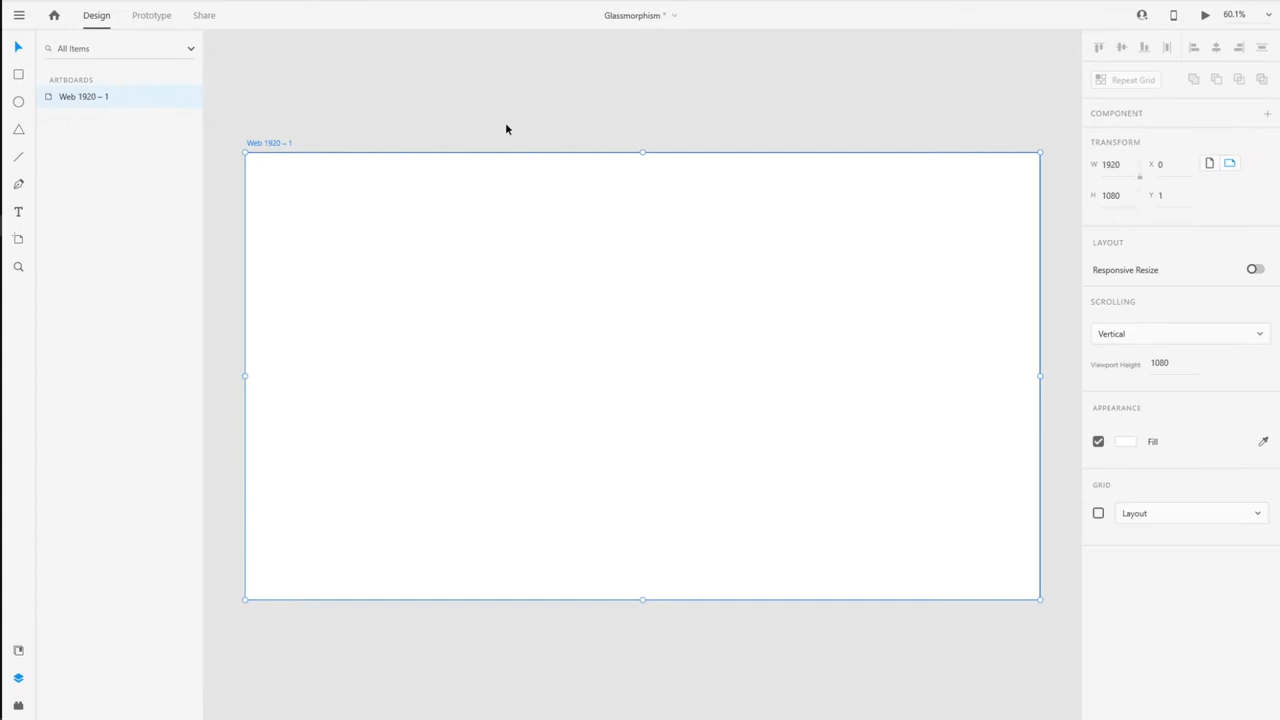 Design Prototype Share Glassmorphism * 60.1%
All Items
ARTBOARDS
Web 1920 – 1
Web 1920 – 1
T
Repeat Grid
COMPONENT
TRANSFORM
W 1920 X 0
H 1080 Y 1
LAYOUT
Responsive Resize
SCROLLING
Vertical
Viewport Height 1080
APPEARANCE
Fill
GRID
Layout